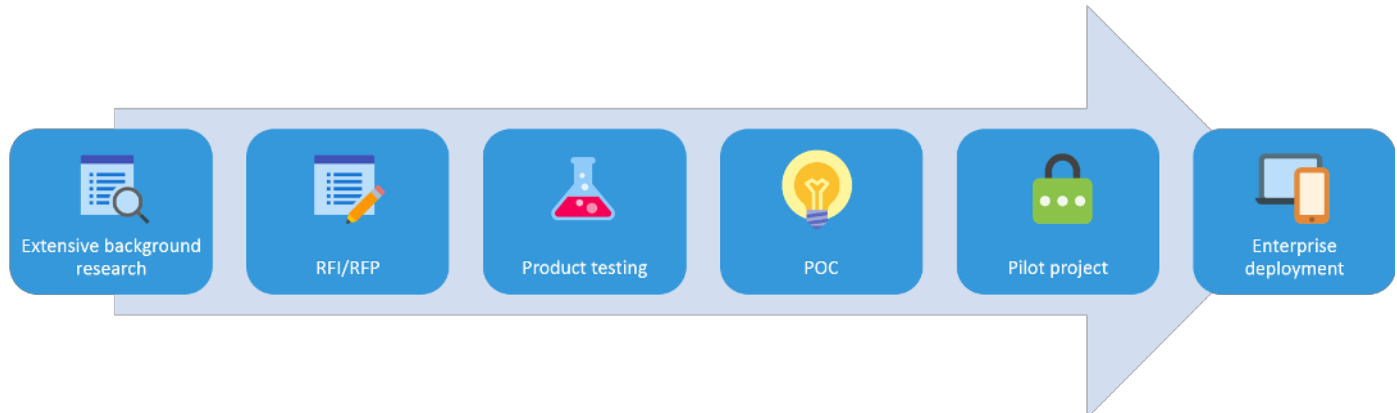 Extensive background
research
RFI/RFP
Product testing
POC
Pilot project
Enterprise
deployment